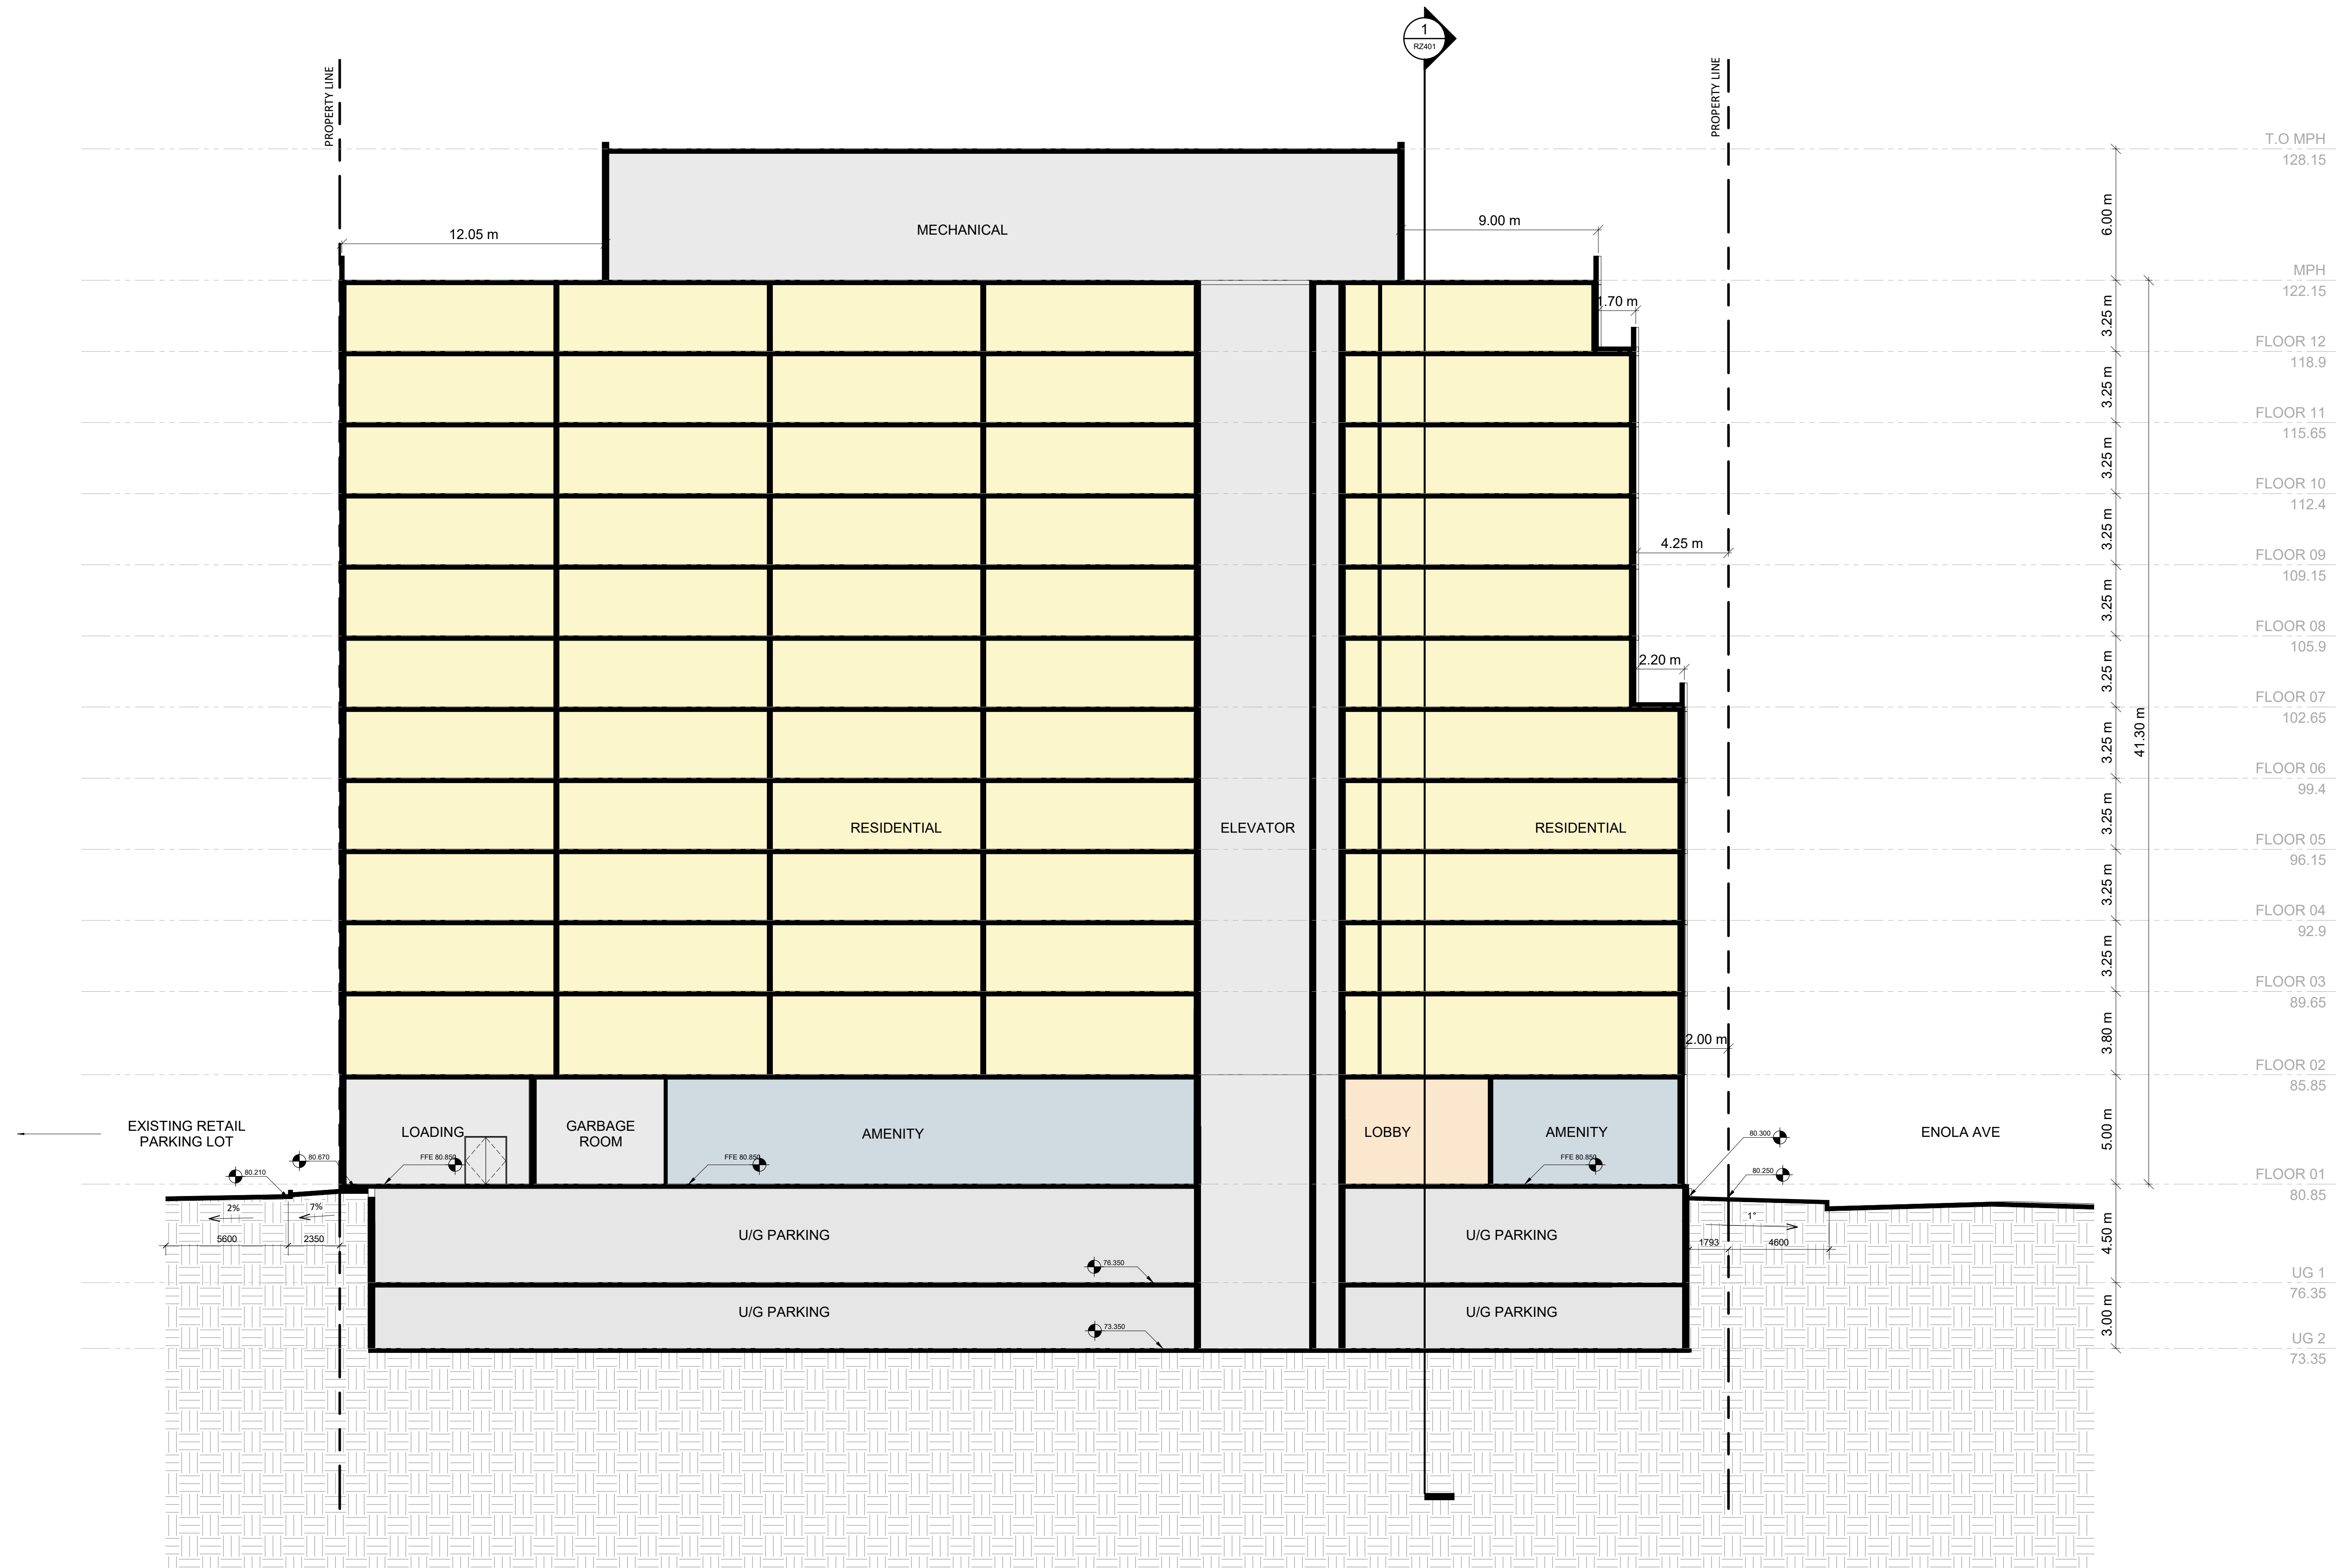 1
RZ401
PROPERTY LINE
PROPERTY LINE
T.O MPH
128.15
6.00 m
12.05 m
MECHANICAL
9.00 m
MPH
122.15
1.70 m
3.25 m
FLOOR 12
118.9
3.25 m
FLOOR 11
115.65
3.25 m
FLOOR 10
112.4
3.25 m
4.25 m
FLOOR 09
109.15
3.25 m
FLOOR 08
105.9
2.20 m
3.25 m
FLOOR 07
102.65
41.30 m
3.25 m
FLOOR 06
99.4
RESIDENTIAL
ELEVATOR
RESIDENTIAL
3.25 m
FLOOR 05
96.15
3.25 m
FLOOR 04
92.9
3.25 m
FLOOR 03
89.65
2.00 m
3.80 m
FLOOR 02
85.85
EXISTING RETAIL
PARKING LOT
LOADING
GARBAGE
ROOM
AMENITY
LOBBY
AMENITY
80.300
ENOLA AVE
5.00 m
80.670
80.210
FFE 80.850
FFE 80.850
FFE 80.850
80.250
FLOOR 01
80.85
2%
7%
1°
5600
2350
U/G PARKING
U/G PARKING
1793
4600
4.50 m
76.350
UG 1
76.35
U/G PARKING
U/G PARKING
73.350
3.00 m
UG 2
73.35